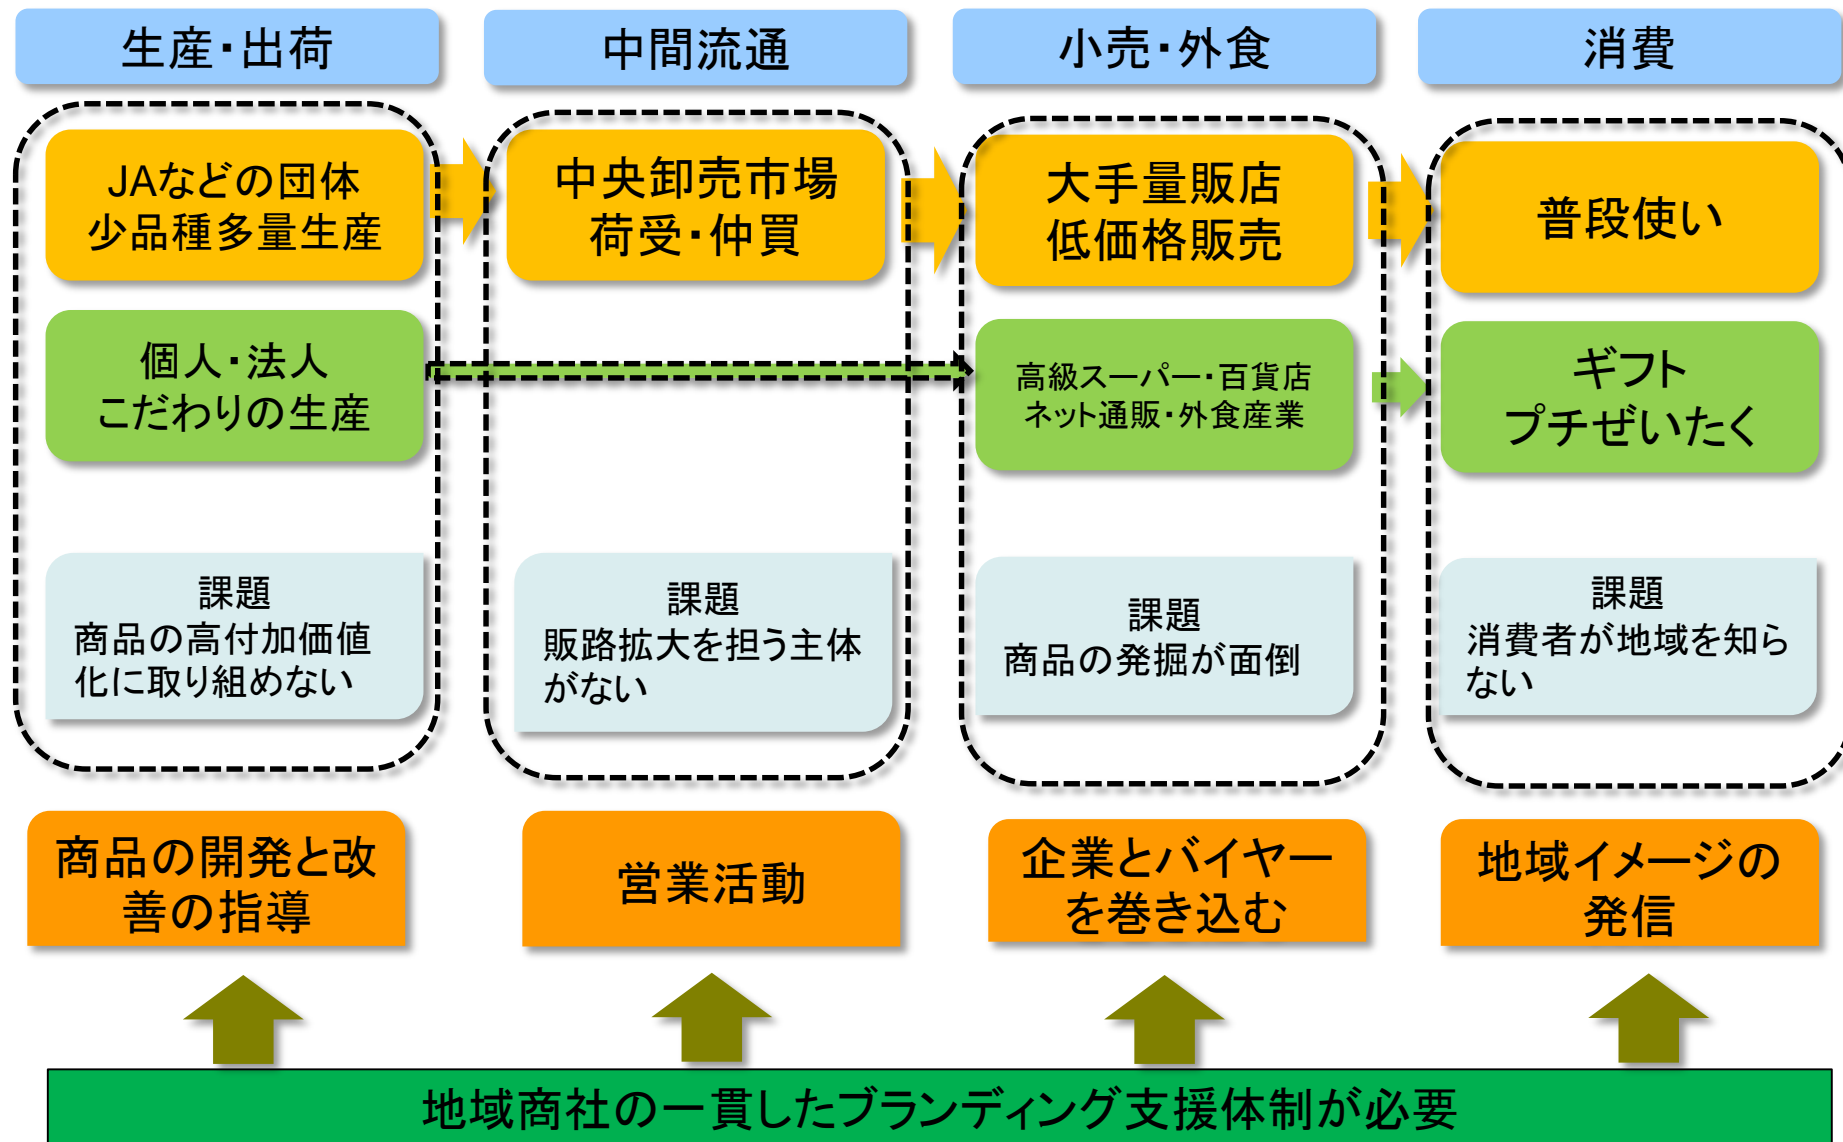 生産・出荷
中間流通
小売・外食
消費
JAなどの団体
少品種多量生産
中央卸売市場
荷受・仲買
大手量販店
低価格販売
普段使い
個人・法人
こだわりの生産
高級スーパー・百貨店
ネット通販・外食産業
ギフト
プチぜいたく
課題
商品の高付加価値
化に取り組めない
課題
販路拡大を担う主体
がない
課題
商品の発掘が面倒
課題
消費者が地域を知ら
ない
商品の開発と改
善の指導
営業活動
企業とバイヤー
を巻き込む
地域イメージの
発信
地域商社の一貫したブランディング支援体制が必要